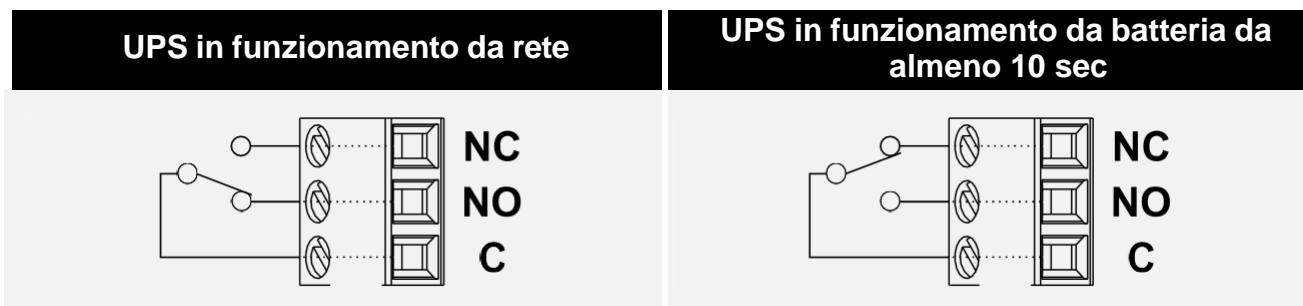 UPS in funzionamento da rete
UPS in funzionamento da batteria da
almeno 10 sec
NC
NO
C
NC
NO
C